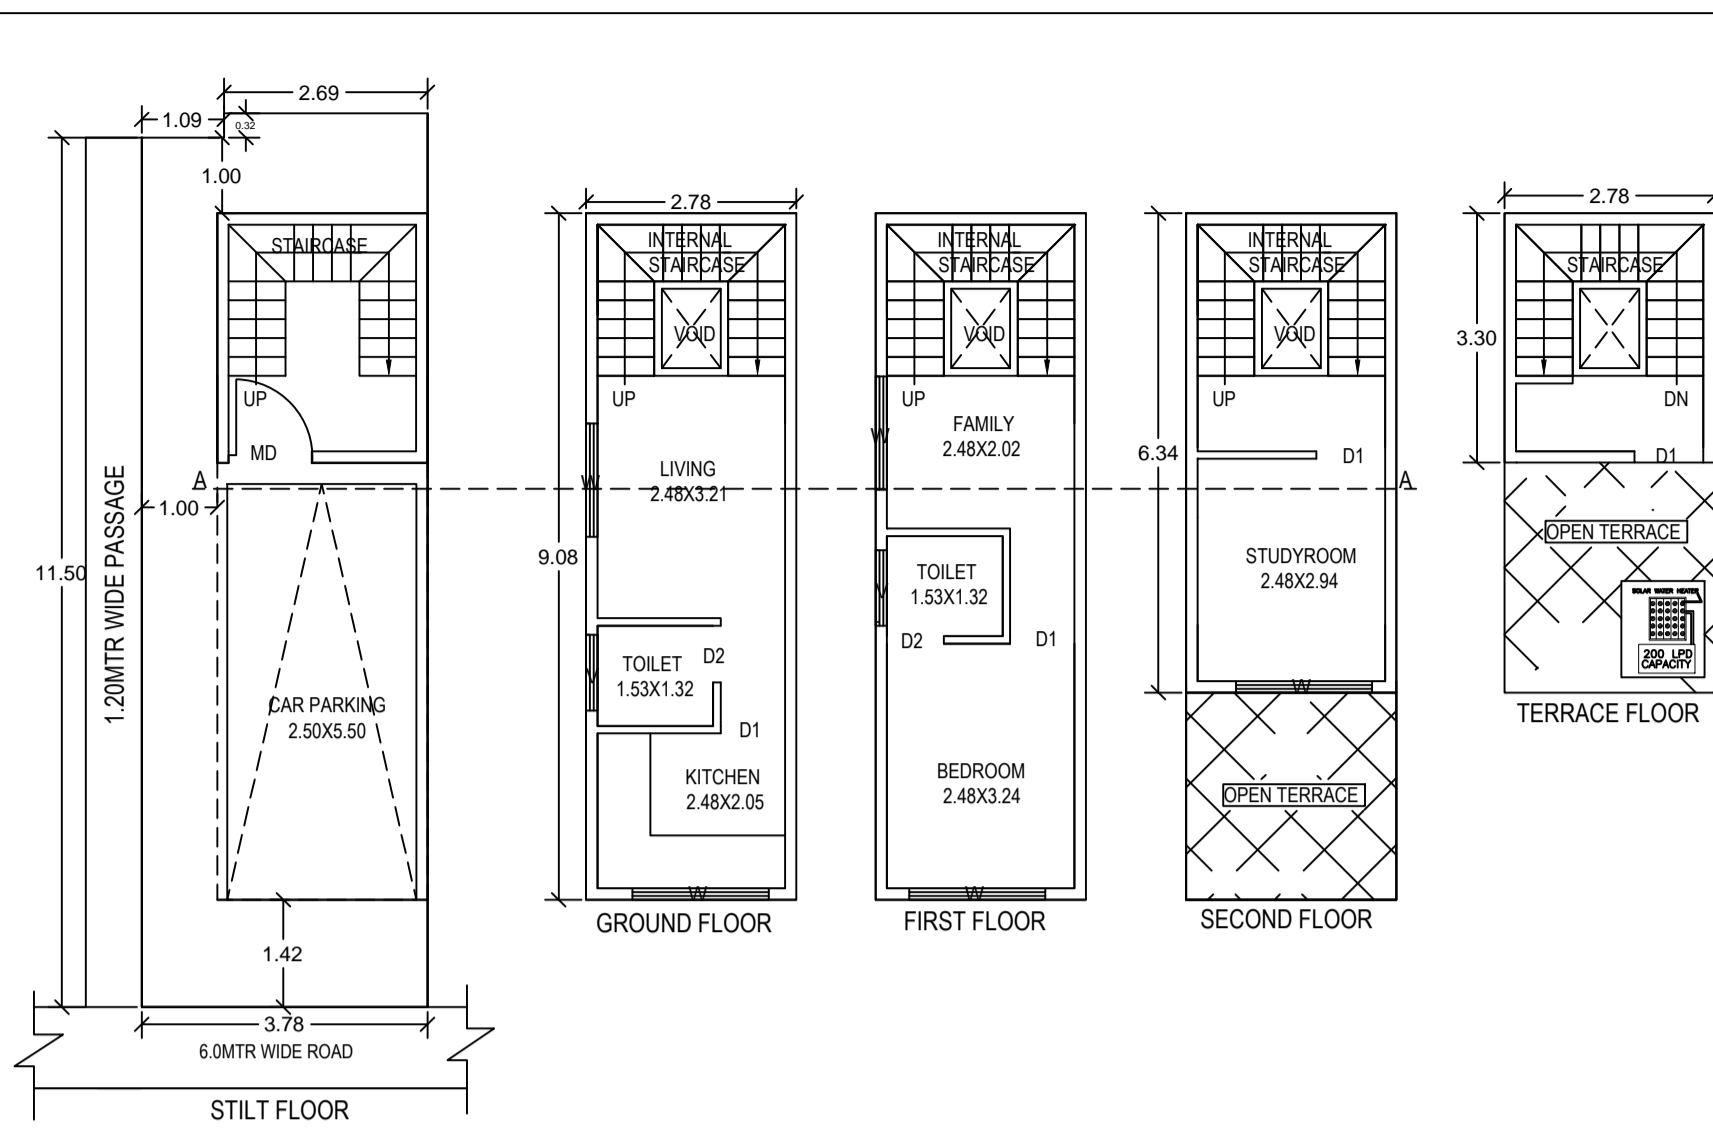 2.69
1.09
0.32
1.00
STAIRCASE
UP
MD
A
1.00
11.50
1.20MTR WIDE PASSAGE
CAR PARKING
2.50X5.50
1.42
3.78
6.0MTR WIDE ROAD
STILT FLOOR
2.78
INTERNAL
STAIRCASE
VOID
UP
W
LIVING
2.48X3.21
9.08
TOILET
1.53X1.32
D2
W
D1
KITCHEN
2.48X2.05
W
GROUND FLOOR
INTERNAL
STAIRCASE
VOID
UP
W
FAMILY
2.48X2.02
TOILET
1.53X1.32
W
D2
D1
BEDROOM
2.48X3.24
W
FIRST FLOOR
INTERNAL
STAIRCASE
VOID
UP
6.34
D1
A
STUDYROOM
2.48X2.94
W
OPEN TERRACE
SECOND FLOOR
2.78
STAIRCASE
3.30
DN
D1
OPEN TERRACE
SOLAR WATER HEATER
200 LPD
CAPACITY
TERRACE FLOOR